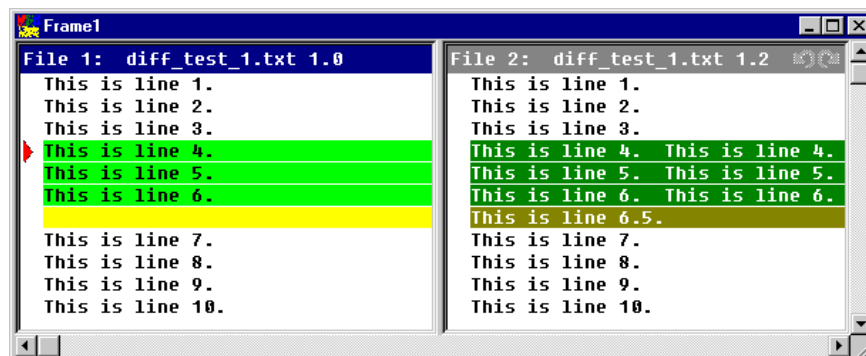 Frame1
File 1:  diff_test_1.txt 1.0
This is line 1.
This is line 2.
This is line 3.
This is line 4.
This is line 5.
This is line 6.
This is line 7.
This is line 8.
This is line 9.
This is line 10.
File 2:  diff_test_1.txt 1.2
This is line 1.
This is line 2.
This is line 3.
This is line 4.  This is line 4.
This is line 5.  This is line 5.
This is line 6.  This is line 6.
This is line 6.5.
This is line 7.
This is line 8.
This is line 9.
This is line 10.